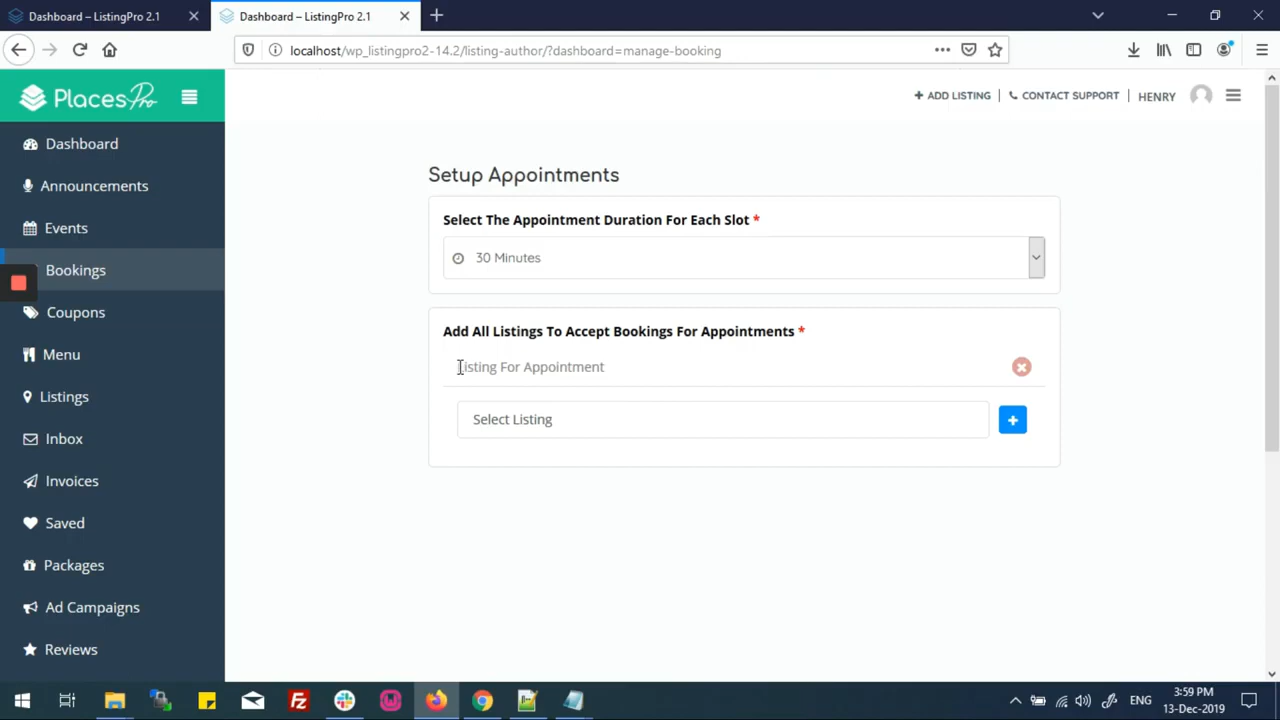 Dashboard – ListingPro 2.1
Dashboard – ListingPro 2.1
localhost/wp_listingpro2-14.2/listing-author/?dashboard=manage-booking
PlacesPro
ADD LISTING | CONTACT SUPPORT | HENRY
Dashboard
Announcements
Events
Bookings
Coupons
Menu
Listings
Inbox
Invoices
Saved
Packages
Ad Campaigns
Reviews
Setup Appointments
Select The Appointment Duration For Each Slot *
30 Minutes
Add All Listings To Accept Bookings For Appointments *
Listing For Appointment
Select Listing
ENG
3:59 PM
13-Dec-2019